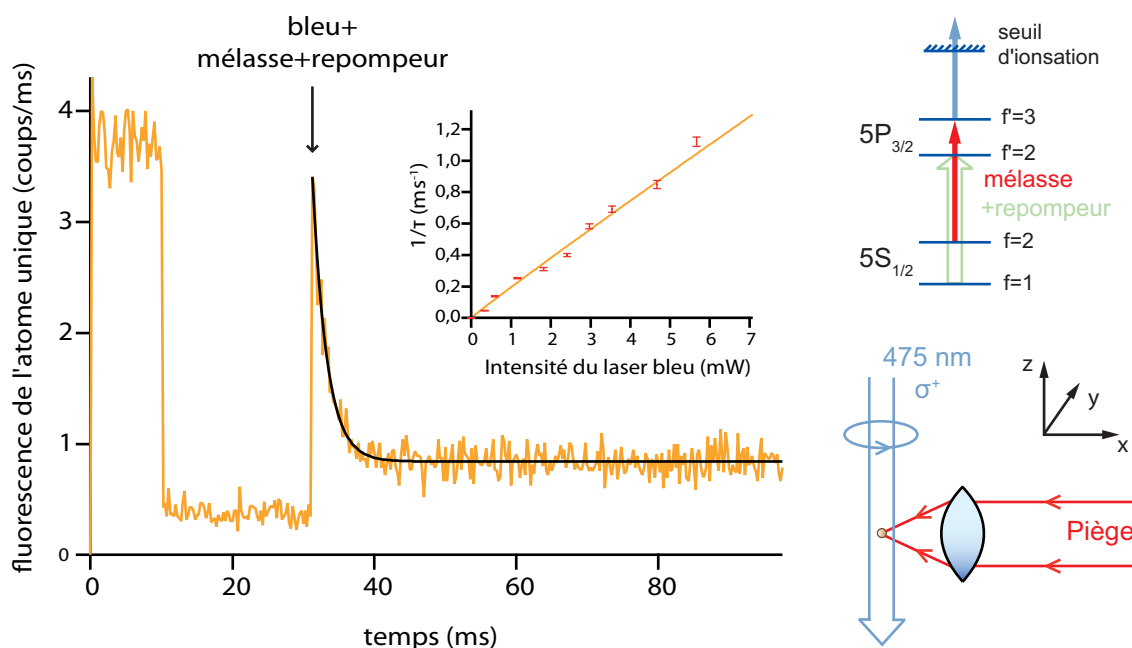 bleu+
mélasse+repompeur
fluorescence de l'atome unique (coups/ms)
4
3
2
1
0
0
20
40
60
80
temps (ms)
1/τ (ms⁻¹)
1,2
1,0
0,8
0,6
0,4
0,2
0,0
0
1
2
3
4
5
6
7
Intensité du laser bleu (mW)
seuil
d'ionsation
5P3/2
f'=3
f'=2
mélasse
+repompeur
5S1/2
f=2
f=1
475 nm
σ⁺
z
y
x
Piège